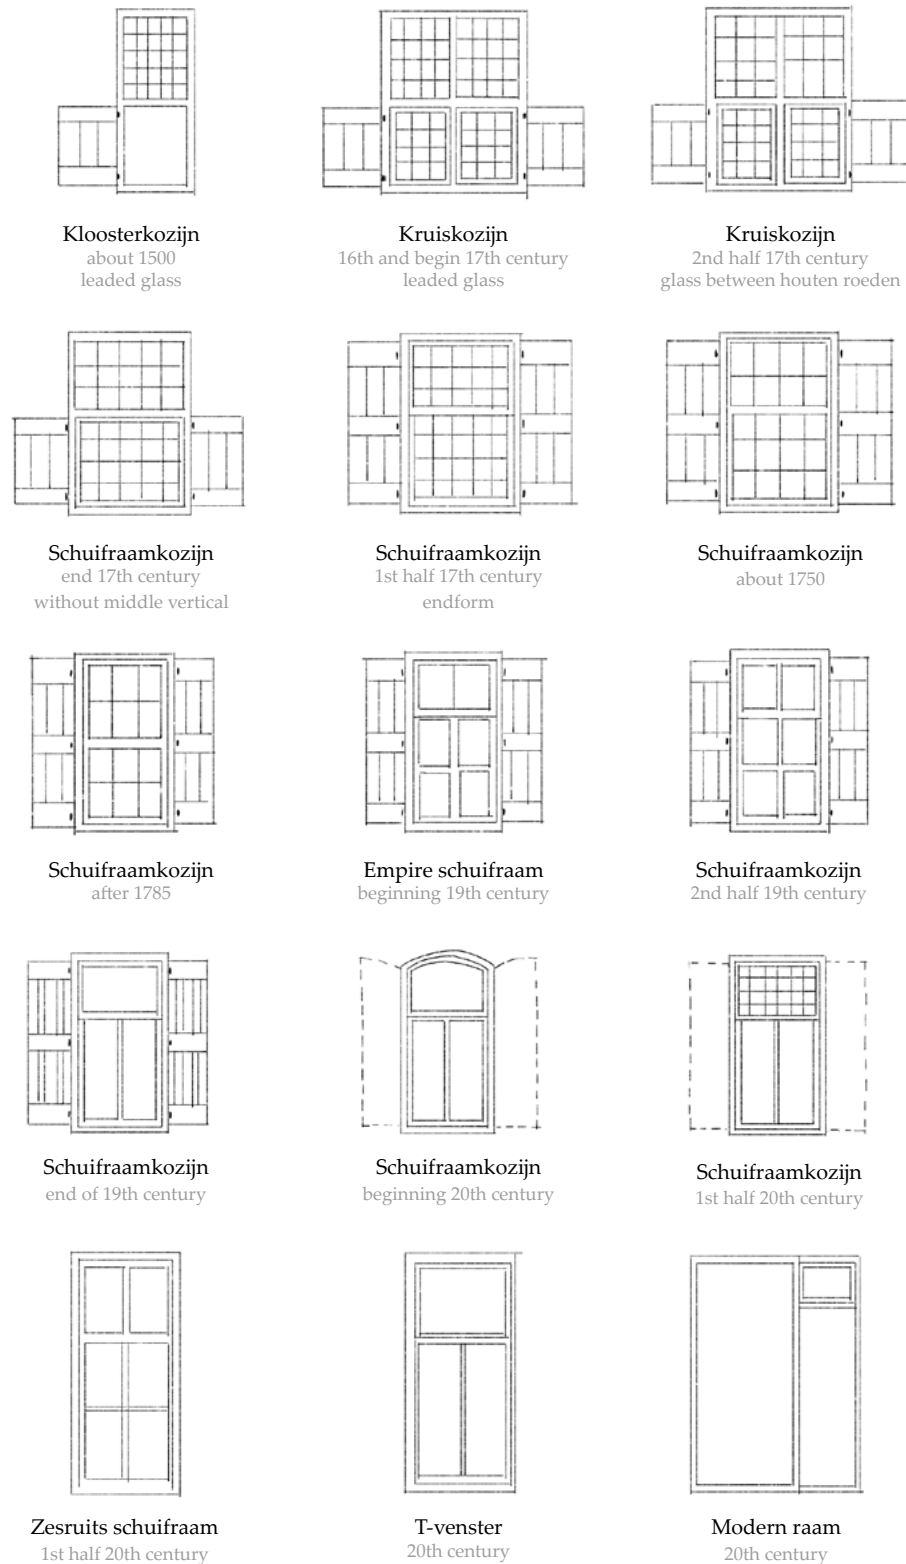 Kloosterkozijn
about 1500
leaded glass
Kruiskozijn
16th and begin 17th century
leaded glass
Kruiskozijn
2nd half 17th century
glass between houten roeden
Schuifraamkozijn
end 17th century
without middle vertical
Schuifraamkozijn
1st half 17th century
endform
Schuifraamkozijn
about 1750
Schuifraamkozijn
after 1785
Empire schuifraam
beginning 19th century
Schuifraamkozijn
2nd half 19th century
Schuifraamkozijn
end of 19th century
Schuifraamkozijn
beginning 20th century
Schuifraamkozijn
1st half 20th century
Zesruits schuifraam
1st half 20th century
T-venster
20th century
Modern raam
20th century